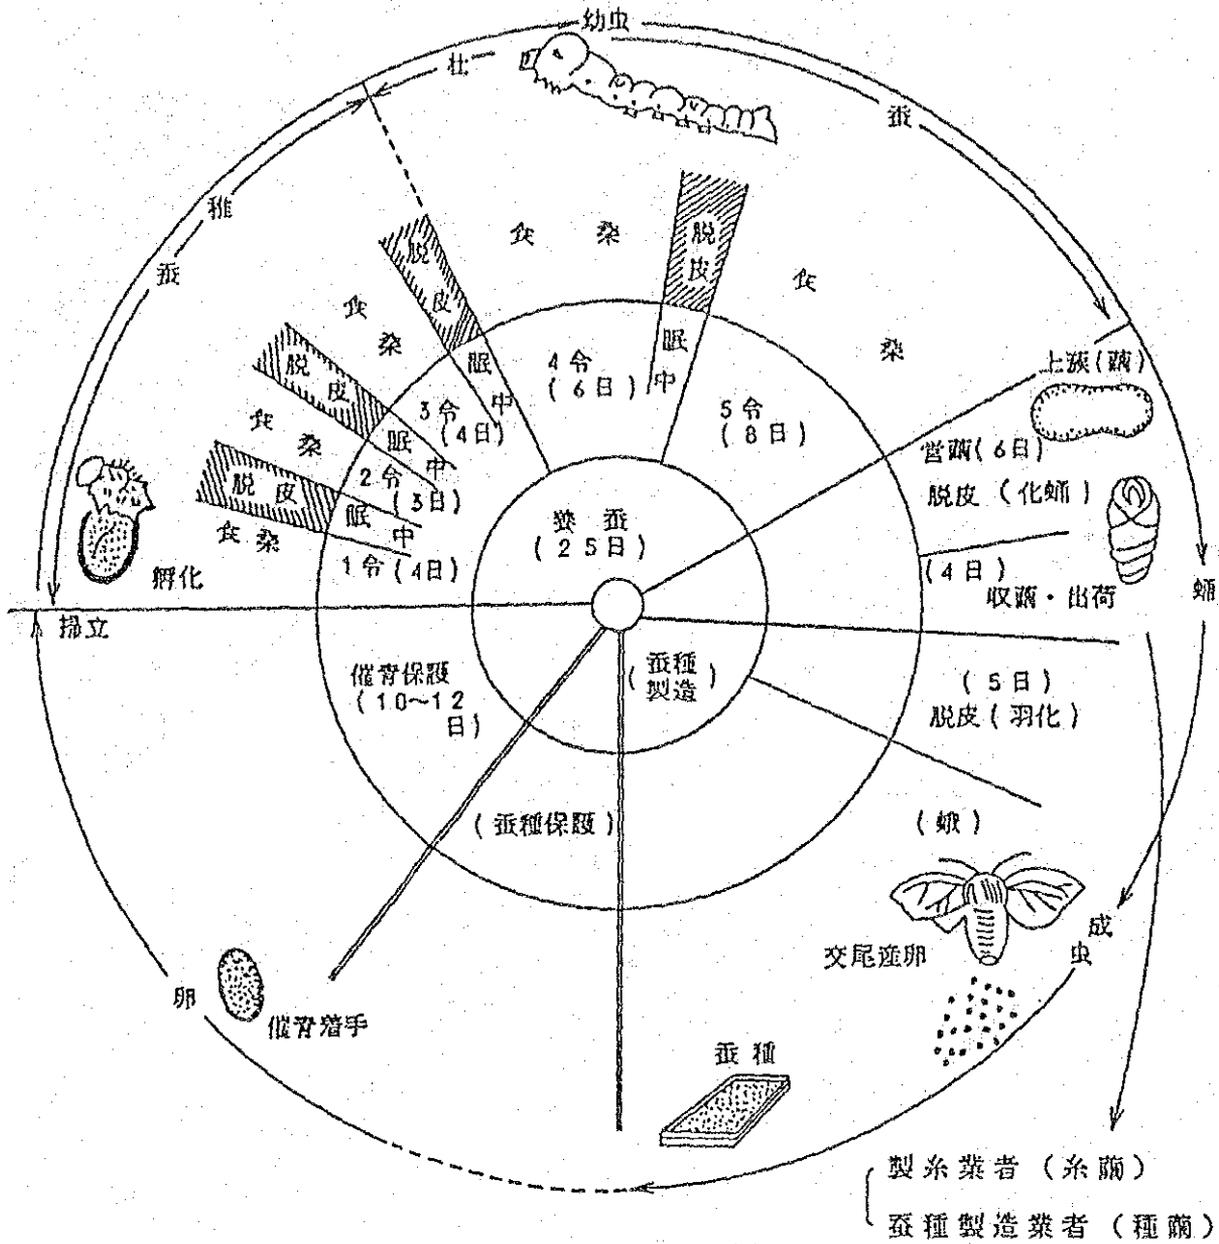 幼虫
壮
蚕
稚
蚕
脱
皮
食 桑
脱
皮
食
桑
食
桑
眠
中
4令
(6日)
眠
中
5令
(8日)
上蔟(繭)
営繭(6日)
脱皮(化蛹)
脱 皮
3令
(4日)
食 桑
眠
中
2令
(3日)
脱 皮
眠
中
食 桑
1令(4日)
養 蚕
(25日)
孵化
(4日)
収繭・出荷
蛹
掃立
催青保護
(10〜12
日)
(蚕種
製造)
(5日)
脱皮(羽化)
(蚕種保護)
(蛾)
成
虫
交尾産卵
卵
催青着手
蚕 種
製糸業者(糸繭)
蚕種製造業者(種繭)